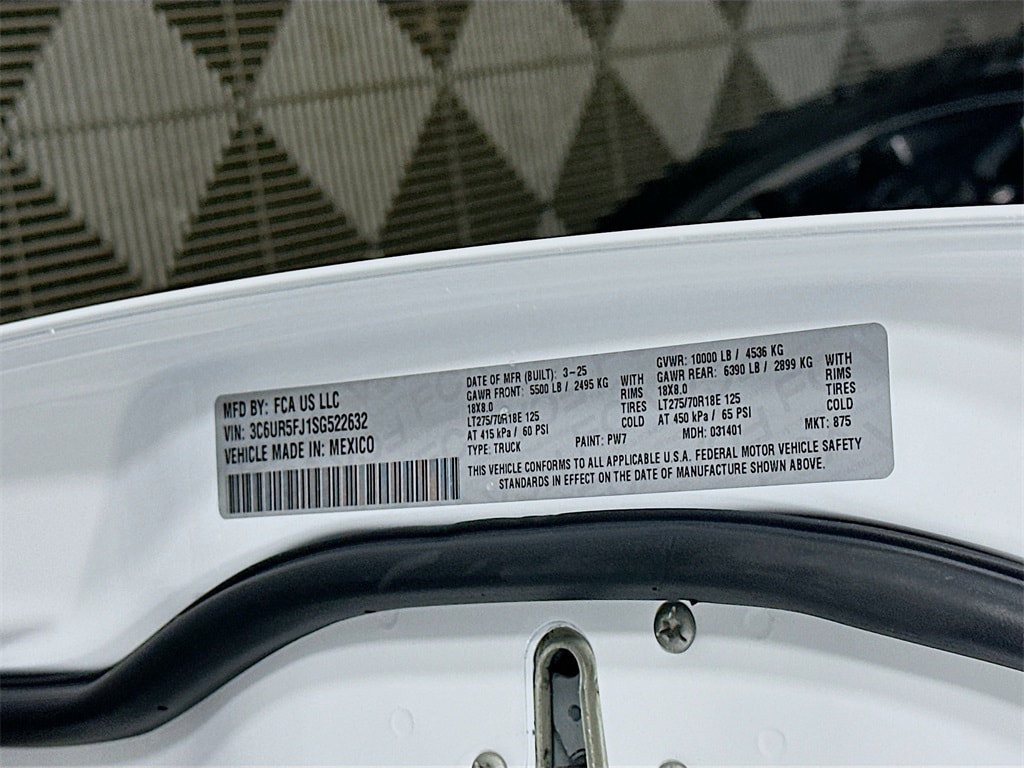 MFD BY: FCA US LLC
VIN: 3C6UR5FJ1SG522632
VEHICLE MADE IN: MEXICO
DATE OF MFR (BUILT): 3-25
GAWR FRONT: 5500 LB / 2495 KG
18X8.0
LT275/70R18E 125
AT 415 kPa / 60 PSI
TYPE: TRUCK
WITH
RIMS
TIRES
COLD
PAINT: PW7
GVWR: 10000 LB / 4536 KG
GAWR REAR: 6390 LB / 2899 KG
18X8.0
LT275/70R18E 125
AT 450 kPa / 65 PSI
MDH: 031401
WITH
RIMS
TIRES
COLD
MKT: 875
THIS VEHICLE CONFORMS TO ALL APPLICABLE U.S.A. FEDERAL MOTOR VEHICLE SAFETY
STANDARDS IN EFFECT ON THE DATE OF MANUFACTURE SHOWN ABOVE.